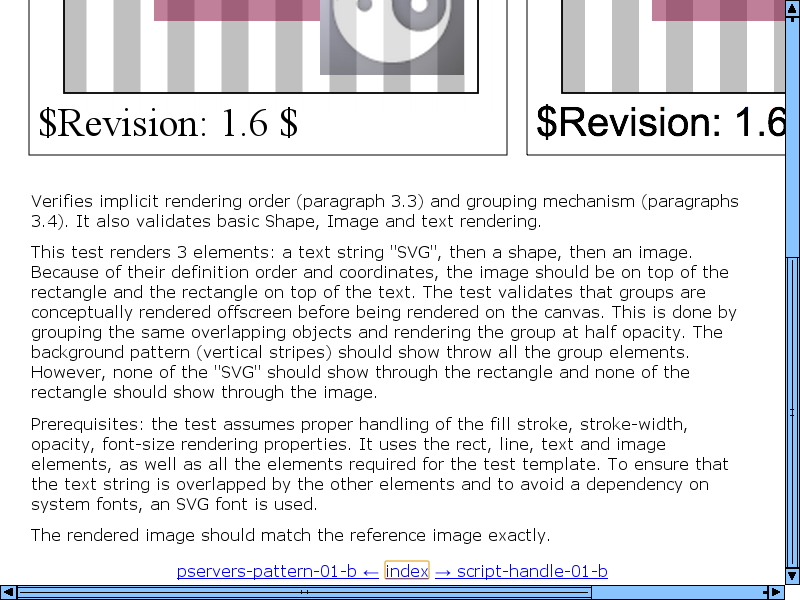 $Revision: 1.6 $
$Revision: 1.6
Verifies implicit rendering order (paragraph 3.3) and grouping mechanism (paragraphs
3.4). It also validates basic Shape, Image and text rendering.
This test renders 3 elements: a text string "SVG", then a shape, then an image.
Because of their definition order and coordinates, the image should be on top of the
rectangle and the rectangle on top of the text. The test validates that groups are
conceptually rendered offscreen before being rendered on the canvas. This is done by
grouping the same overlapping objects and rendering the group at half opacity. The
background pattern (vertical stripes) should show throw all the group elements.
However, none of the "SVG" should show through the rectangle and none of the
rectangle should show through the image.
Prerequisites: the test assumes proper handling of the fill stroke, stroke-width,
opacity, font-size rendering properties. It uses the rect, line, text and image
elements, as well as all the elements required for the test template. To ensure that
the text string is overlapped by the other elements and to avoid a dependency on
system fonts, an SVG font is used.
The rendered image should match the reference image exactly.
pservers-pattern-01-b ← index → script-handle-01-b